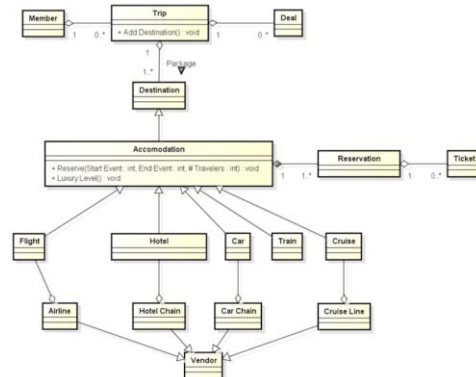 Member
Trip
Deal
+ Add Destination() : void
1
0..*
1
0..*
1
Package
1..*
Destination
Accomodation
+ Reserve(Start Event : int, End Event : int, # Travelers : int) : void
+ Luxury Level() : void
Reservation
Ticket
1
1..*
1
0..*
Flight
Hotel
Car
Train
Cruise
Airline
Hotel Chain
Car Chain
Cruise Line
Vendor